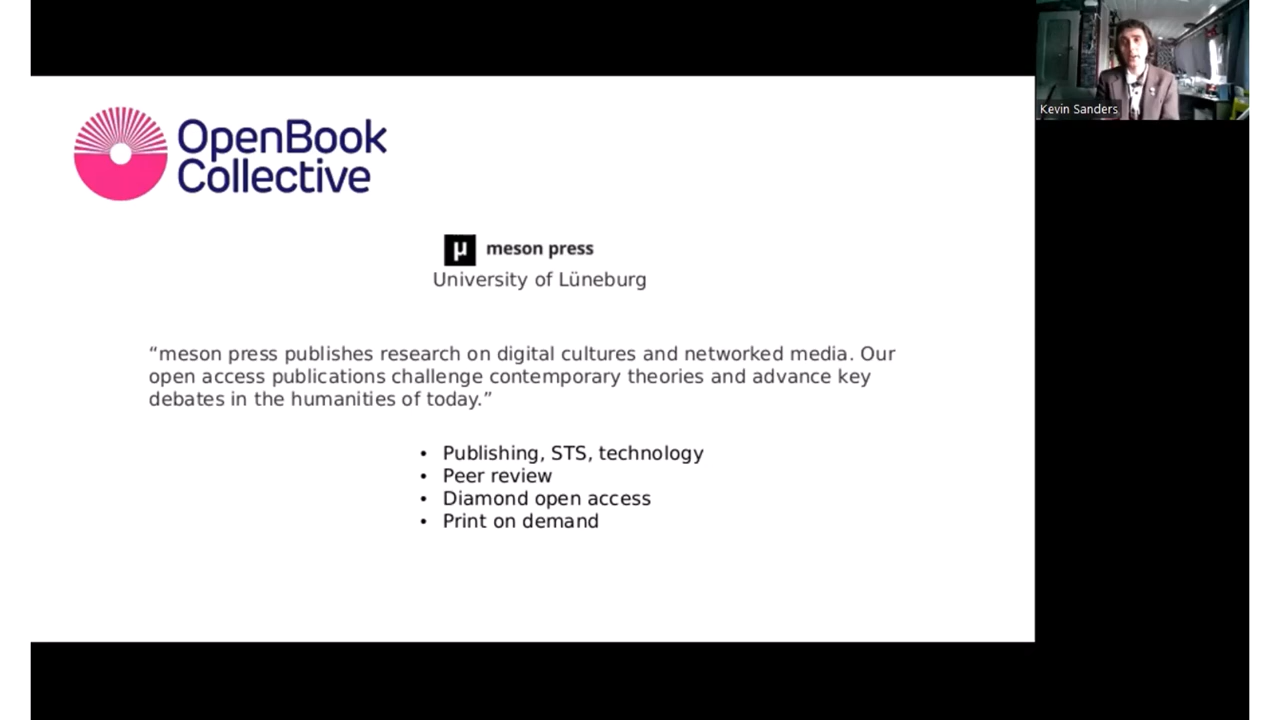 OpenBook
Collective
Kevin Sanders
µ meson press
University of Lüneburg
“meson press publishes research on digital cultures and networked media. Our
open access publications challenge contemporary theories and advance key
debates in the humanities of today.”
• Publishing, STS, technology
• Peer review
• Diamond open access
• Print on demand